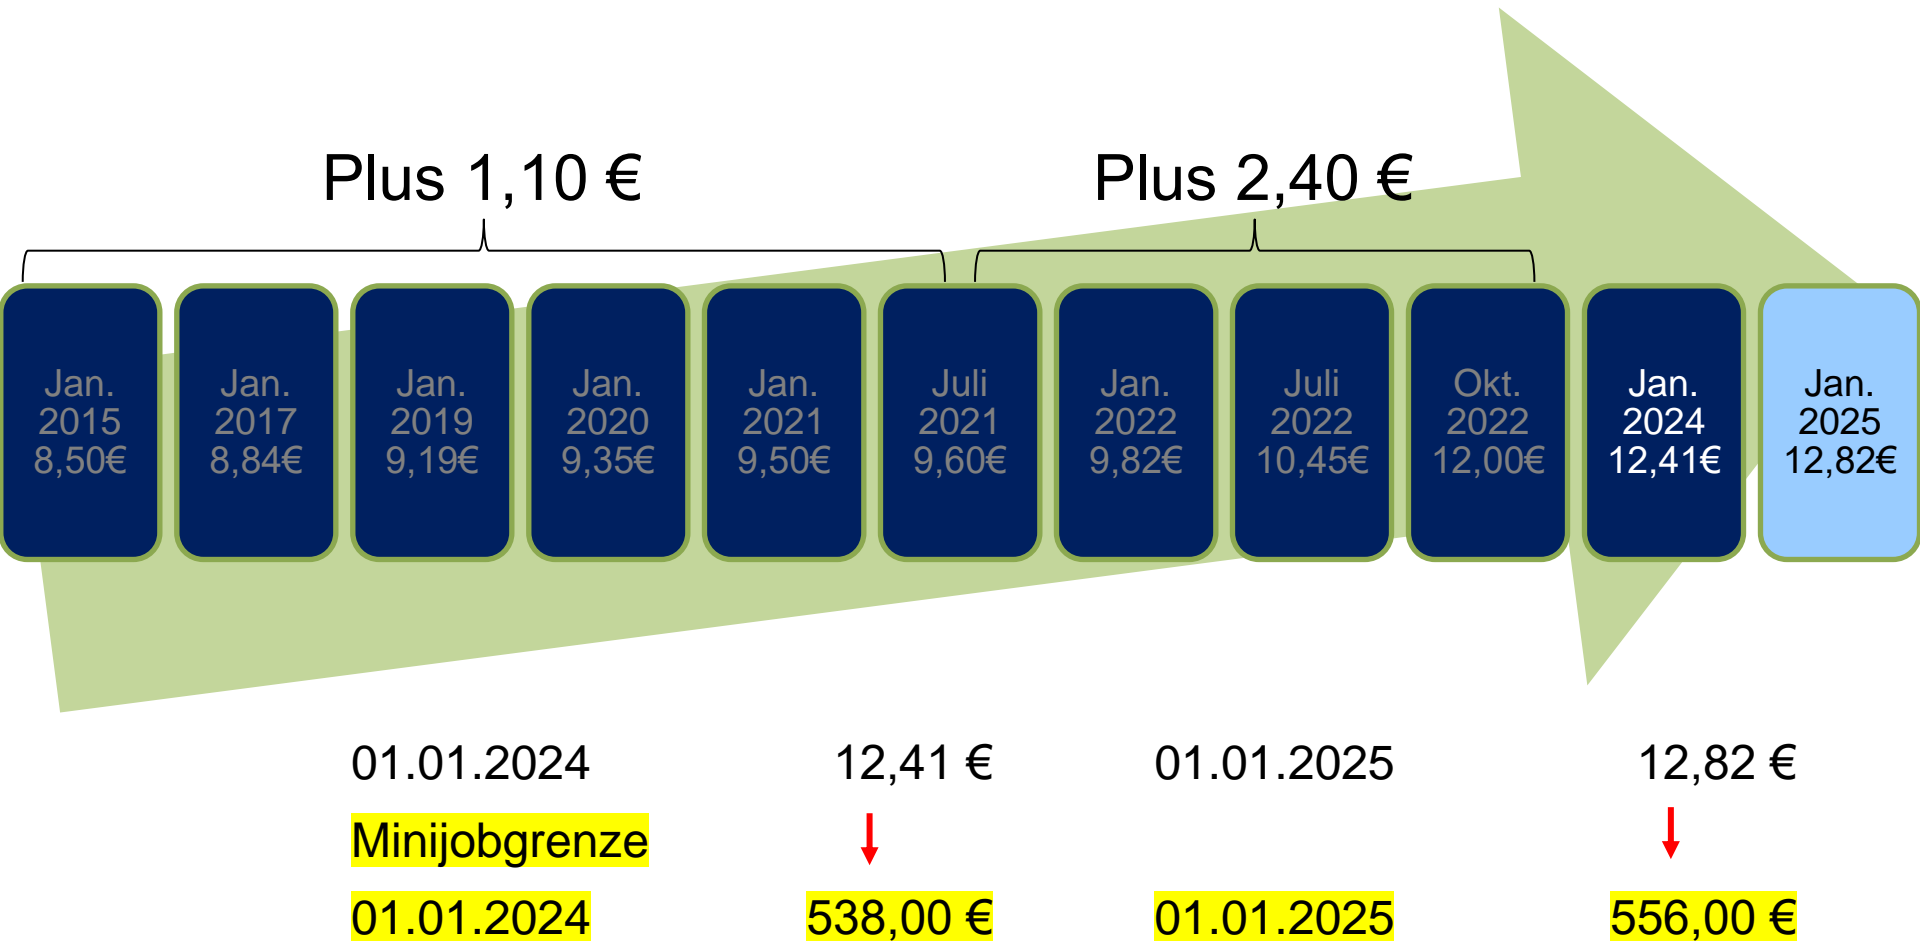 Plus 1,10 €
Plus 2,40 €
Jan.
2015
8,50€
Jan.
2017
8,84€
Jan.
2019
9,19€
Jan.
2020
9,35€
Jan.
2021
9,50€
Juli
2021
9,60€
Jan.
2022
9,82€
Juli
2022
10,45€
Okt.
2022
12,00€
Jan.
2024
12,41€
Jan.
2025
12,82€
01.01.2024 12,41 € 01.01.2025 12,82 €
Minijobgrenze
01.01.2024 538,00 € 01.01.2025 556,00 €